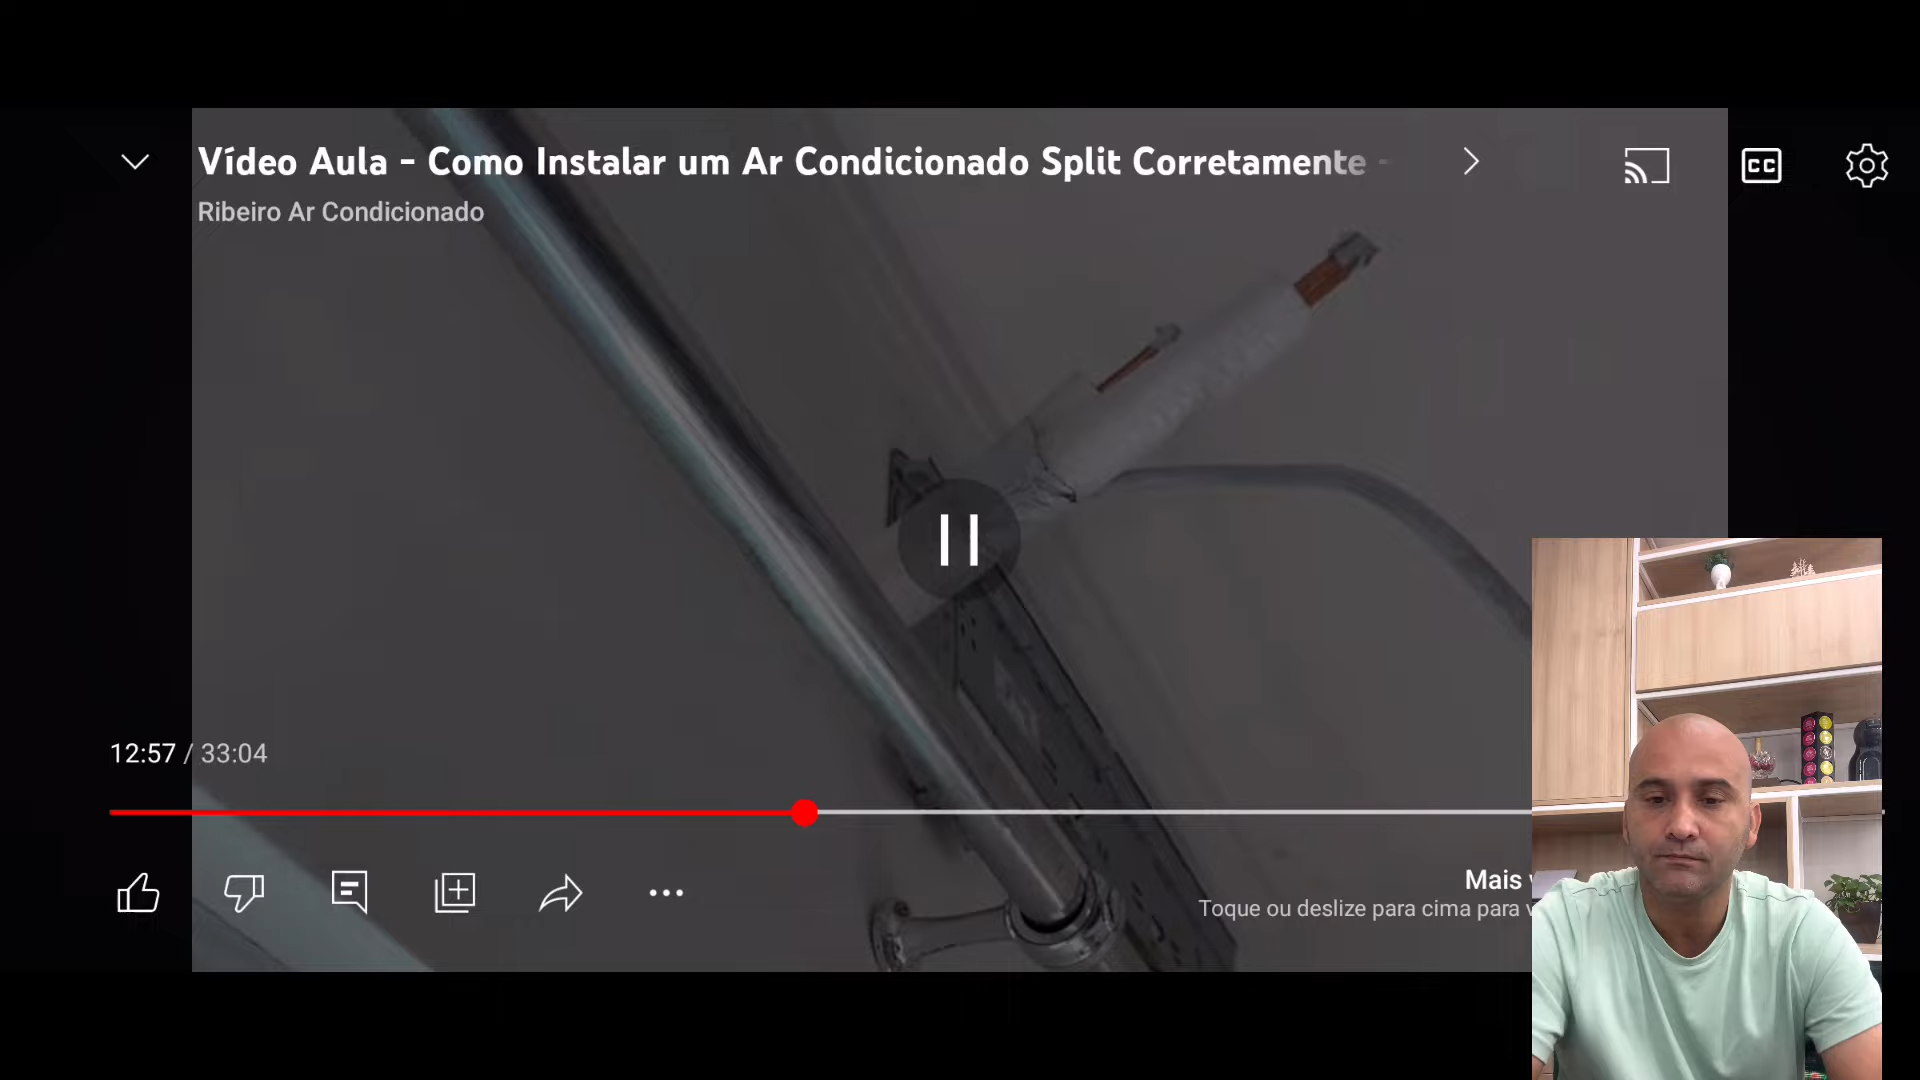 Vídeo Aula - Como Instalar um Ar Condicionado Split Corretamente -
CC
Ribeiro Ar Condicionado
12:57 / 33:04
Mais
Toque ou deslize para cima para